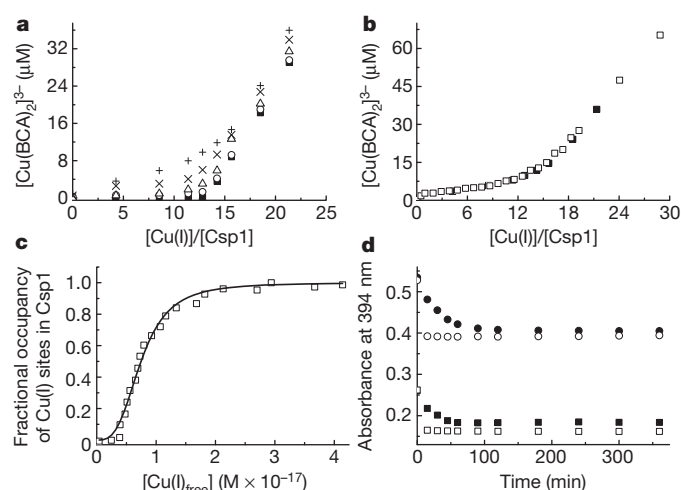 a
36
24
12
0
[Cu(BCA)₂]³⁻ (μM)
0 5 10 15 20 25
[Cu(I)]/[Csp1]
b
60
45
30
15
0
[Cu(BCA)₂]³⁻ (μM)
0 6 12 18 24 30
[Cu(I)]/[Csp1]
c
1.0
0.8
0.6
0.4
0.2
0
Fractional occupancy
of Cu(I) sites in Csp1
0 1 2 3 4
[Cu(I)free] (M × 10⁻¹⁷)
d
0.5
0.4
0.3
0.2
Absorbance at 394 nm
0 100 200 300
Time (min)